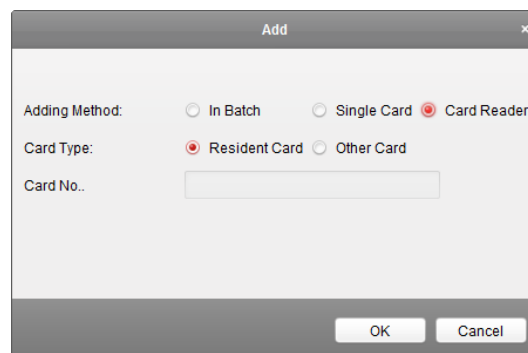 Add ×
Adding Method: In Batch Single Card Card Reader
Card Type: Resident Card Other Card
Card No..
OK Cancel